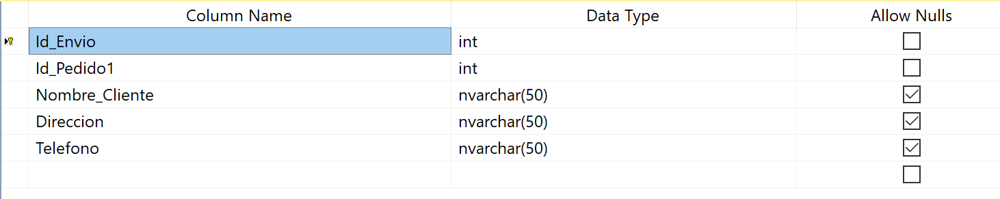 Column Name Data Type Allow Nulls
Id_Envio int
Id_Pedido1 int
Nombre_Cliente nvarchar(50)
Direccion nvarchar(50)
Telefono nvarchar(50)